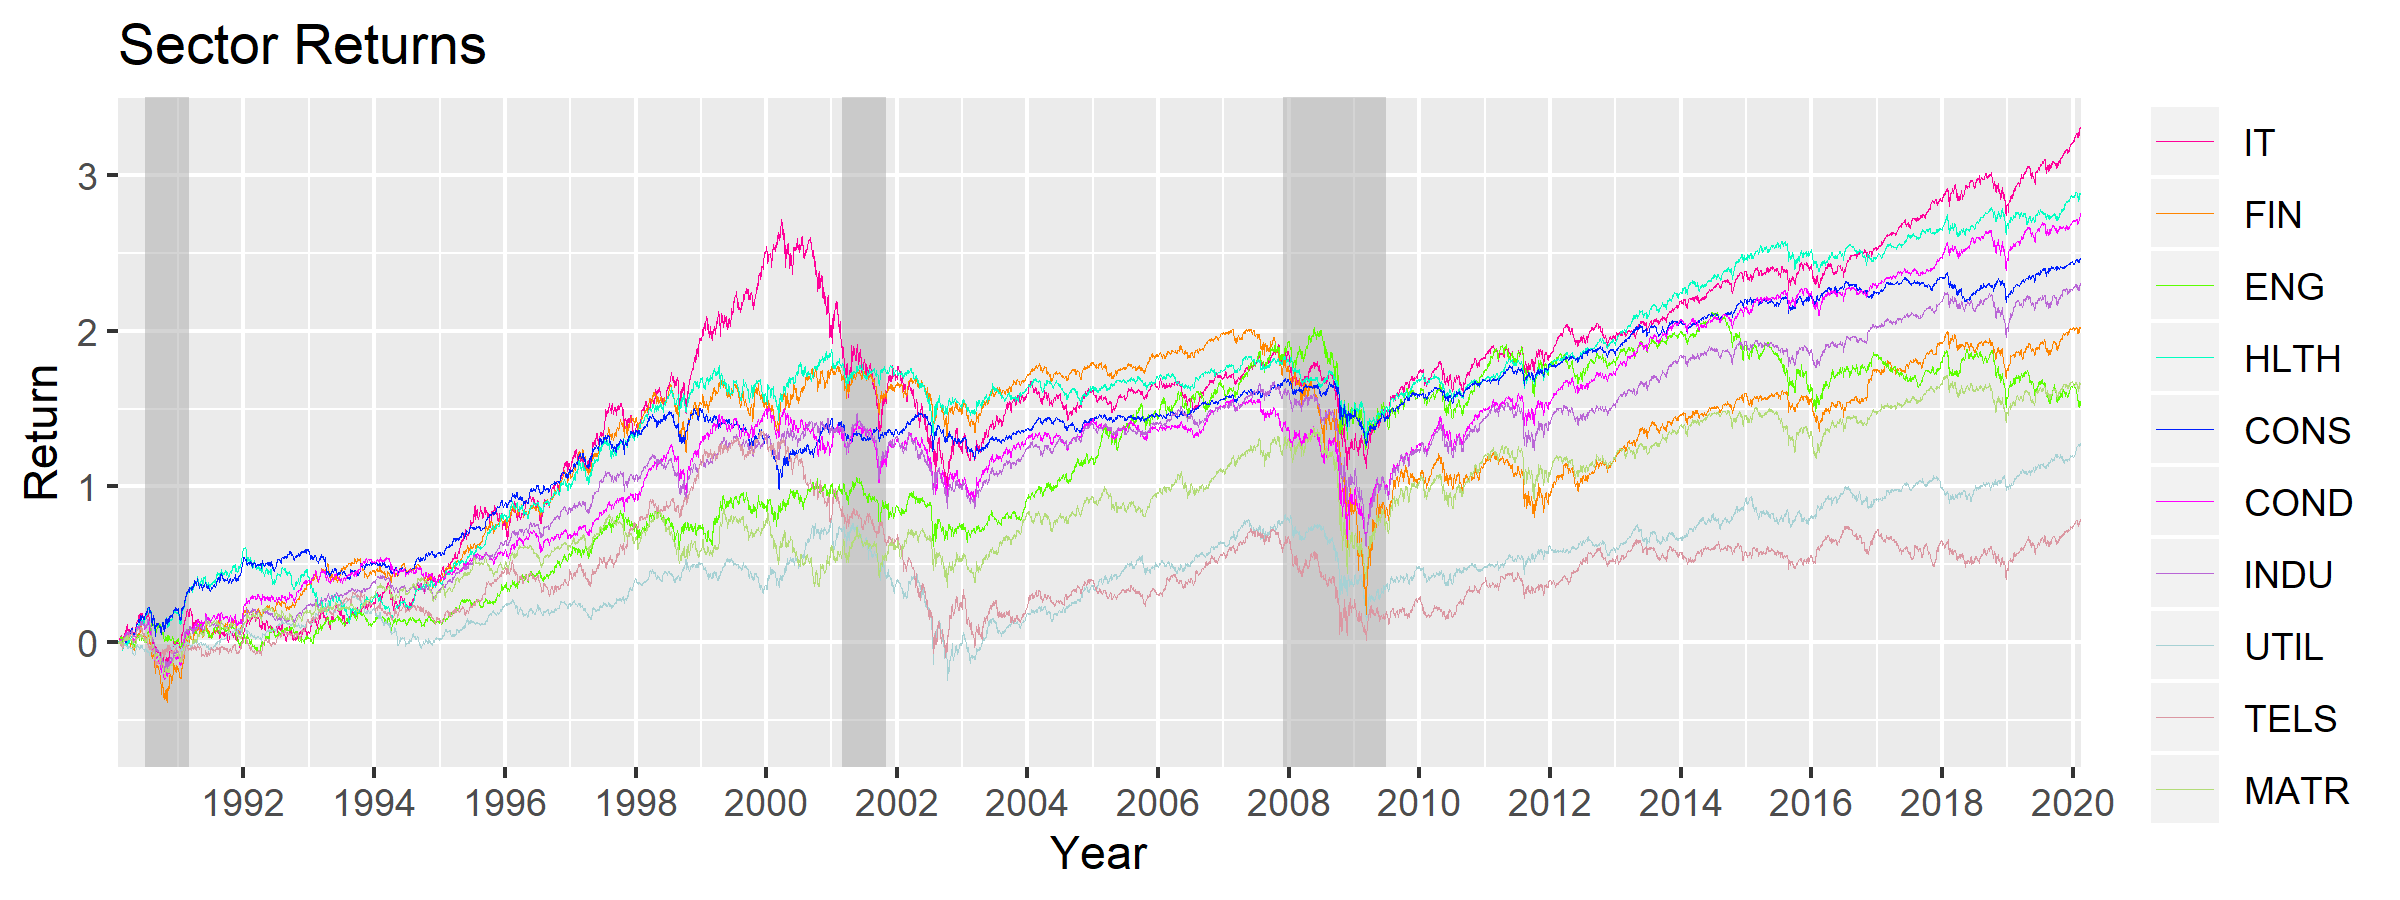 Sector Returns
3
2
1
0
Return
1992 1994 1996 1998 2000 2002 2004 2006 2008 2010 2012 2014 2016 2018 2020
Year
IT
FIN
ENG
HLTH
CONS
COND
INDU
UTIL
TELS
MATR